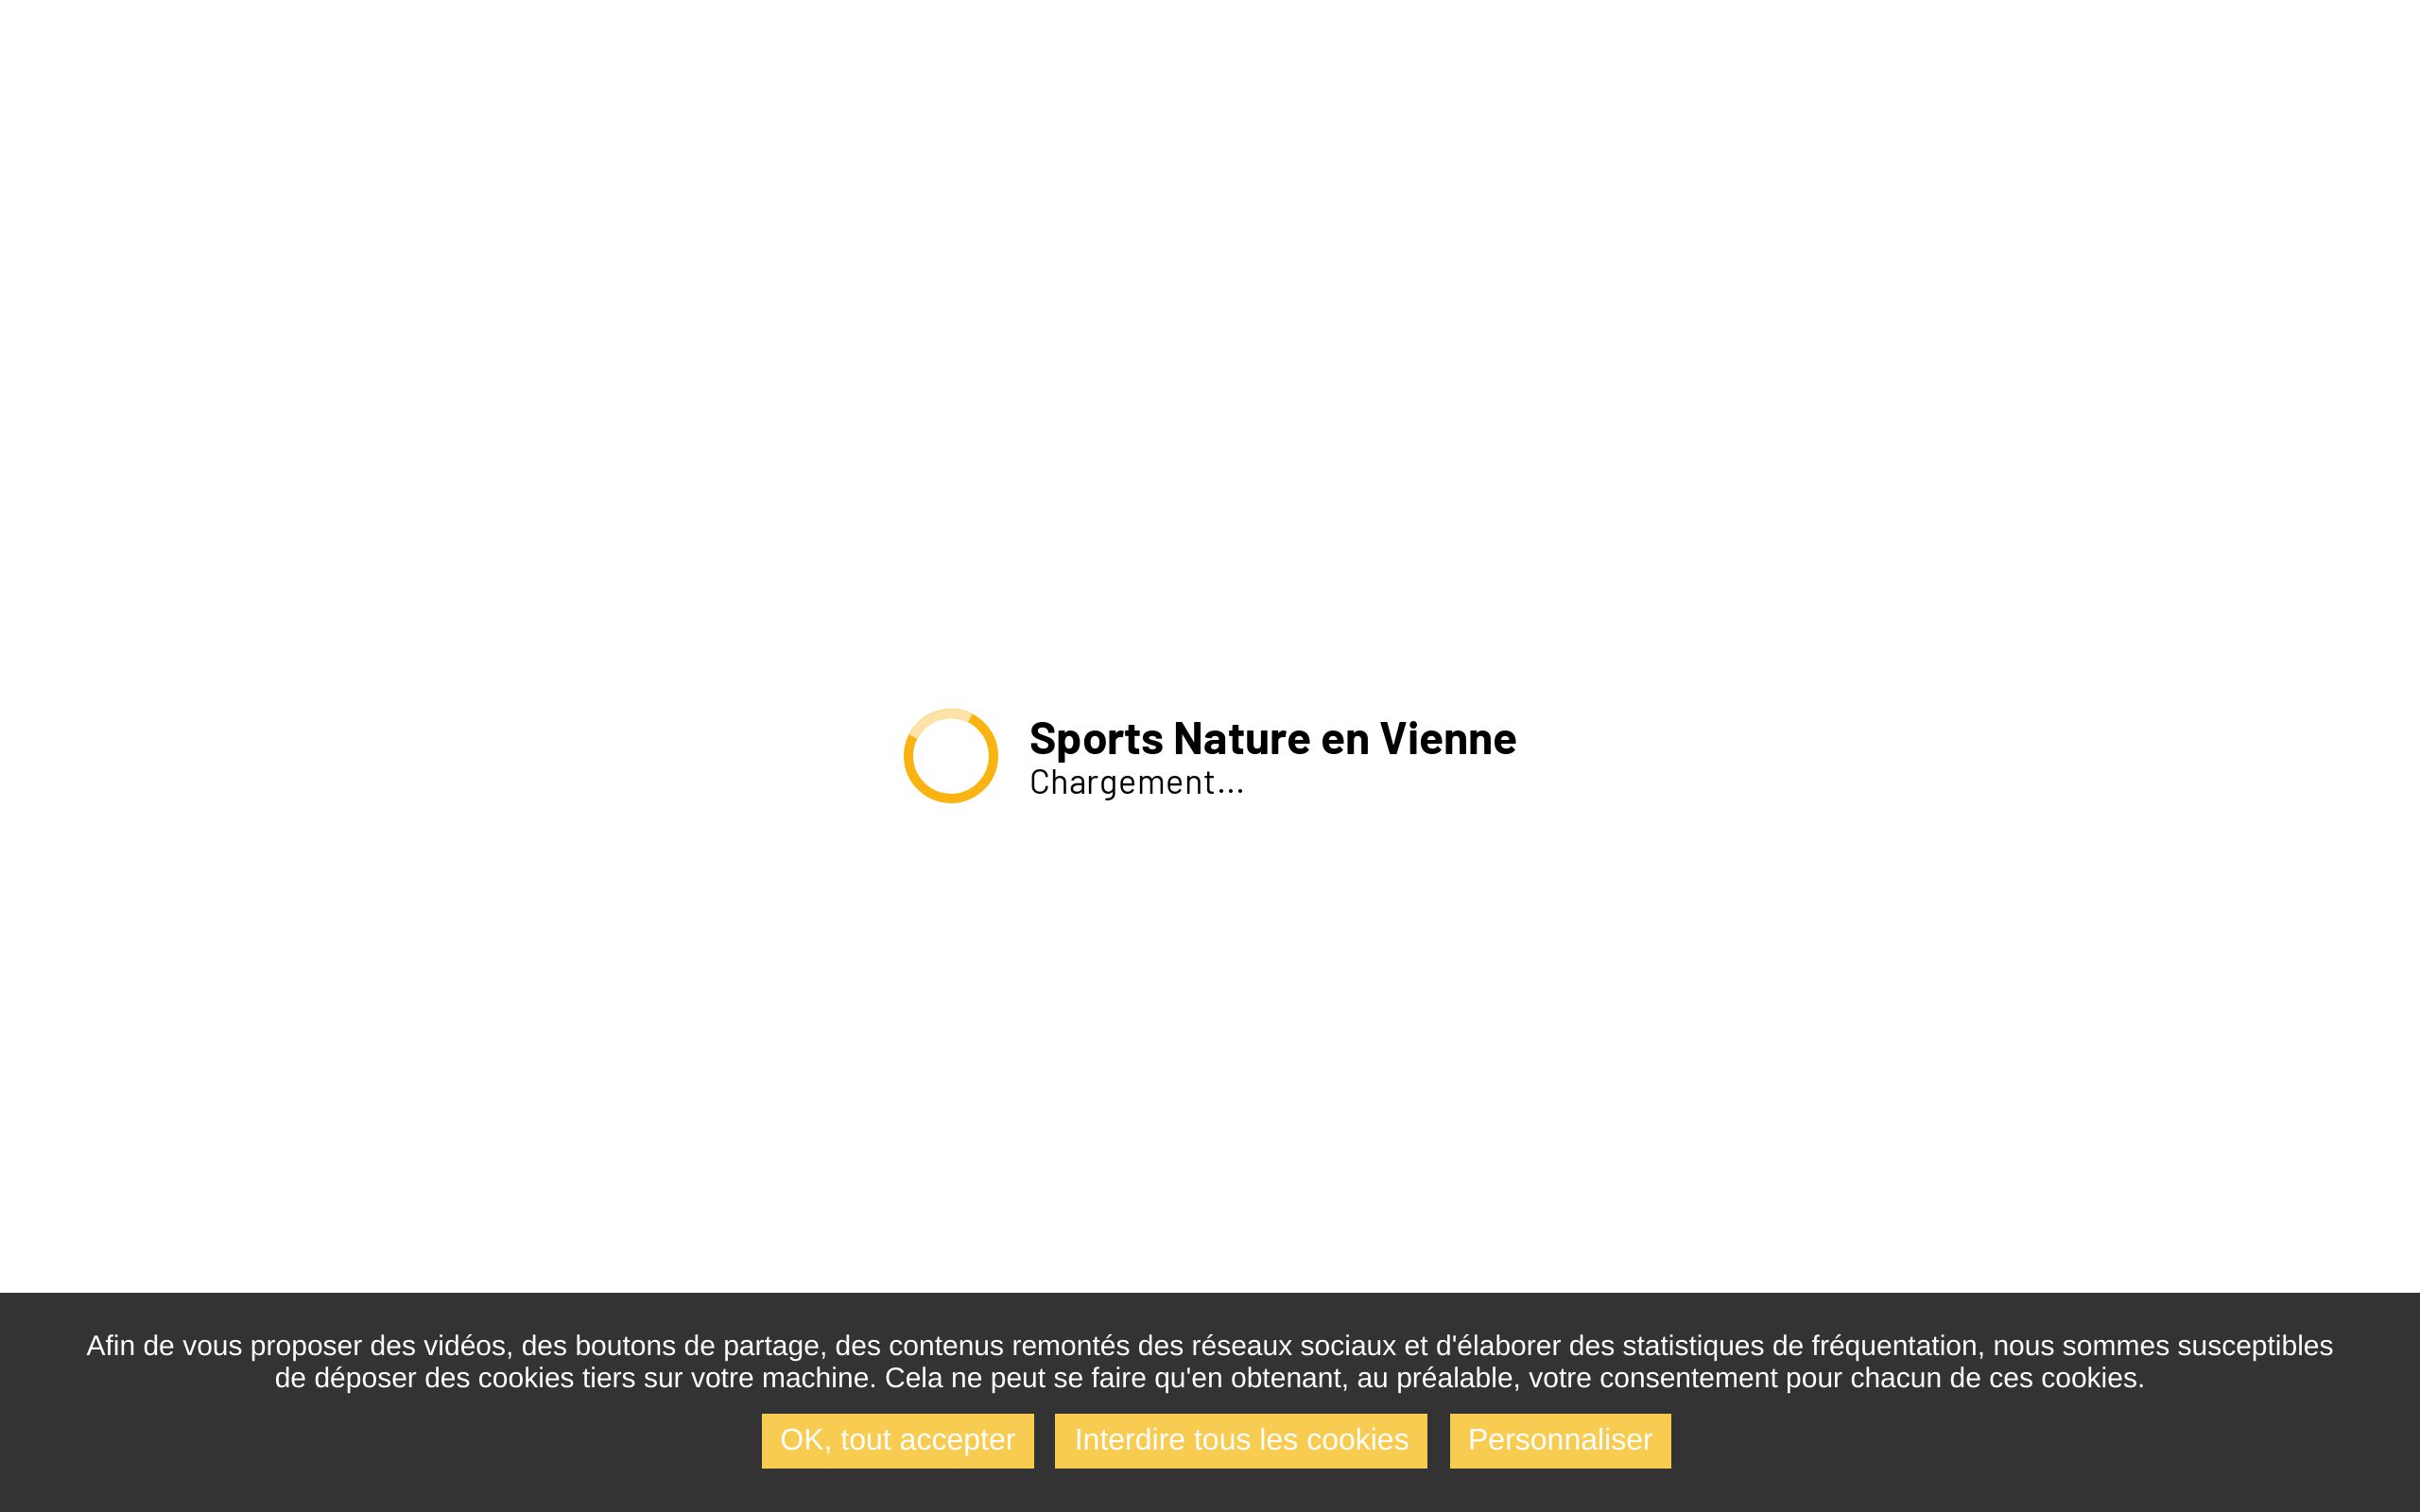 Sports Nature en Vienne
Chargement...
Afin de vous proposer des vidéos, des boutons de partage, des contenus remontés des réseaux sociaux et d'élaborer des statistiques de fréquentation, nous sommes susceptibles
de déposer des cookies tiers sur votre machine. Cela ne peut se faire qu'en obtenant, au préalable, votre consentement pour chacun de ces cookies.
OK, tout accepter
Interdire tous les cookies
Personnaliser